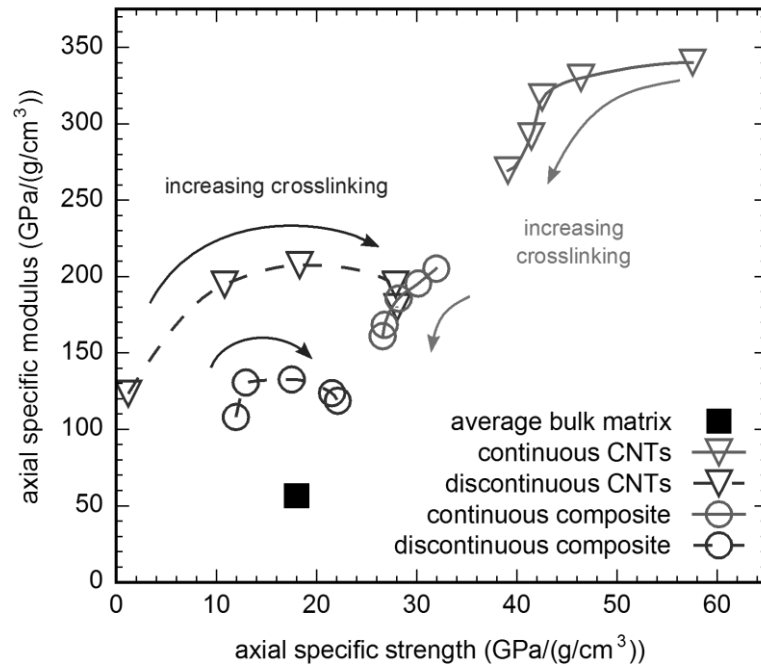 350
300
250
200
150
100
50
0
axial specific modulus (GPa/(g/cm³))
increasing crosslinking
increasing
crosslinking
average bulk matrix
continuous CNTs
discontinuous CNTs
continuous composite
discontinuous composite
0 10 20 30 40 50 60
axial specific strength (GPa/(g/cm³))